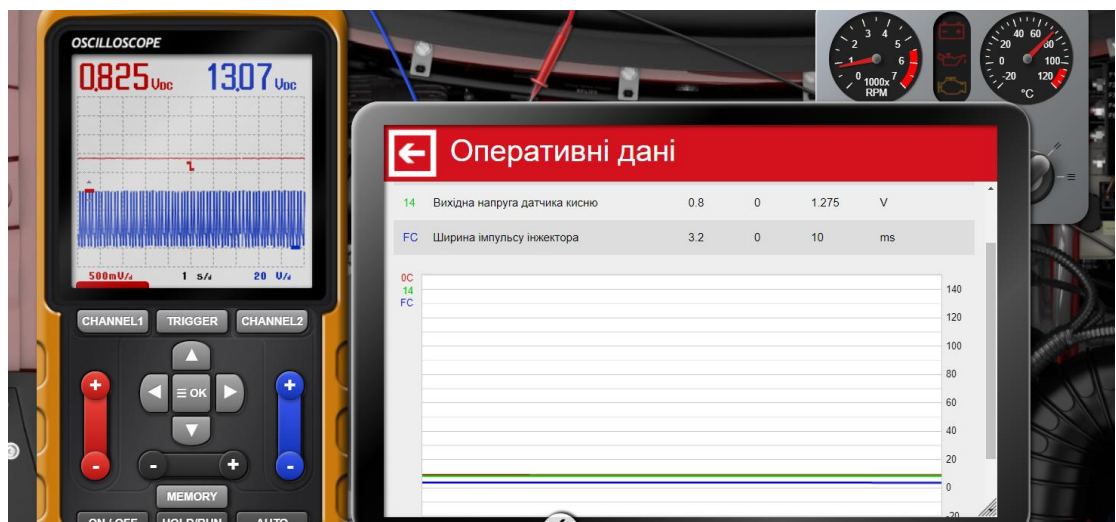 OSCILLOSCOPE
0.825 VDC 13.07 VDC
500mV/d 1 s/d 20 V/d
CHANNEL1 TRIGGER CHANNEL2
+ ≡ OK +
- - + -
MEMORY
ON / OFF HOLD/RUN AUTO
Оперативні дані
14 Вихідна напруга датчика кисню 0.8 0 1.275 V
FC Ширина імпульсу інжектора 3.2 0 10 ms
0C
14
FC
140
120
100
80
60
40
20
0
-20
0 1 2 3 4 5 6 7
1000x
RPM
-20 0 20 40 60 80 100 120
°C